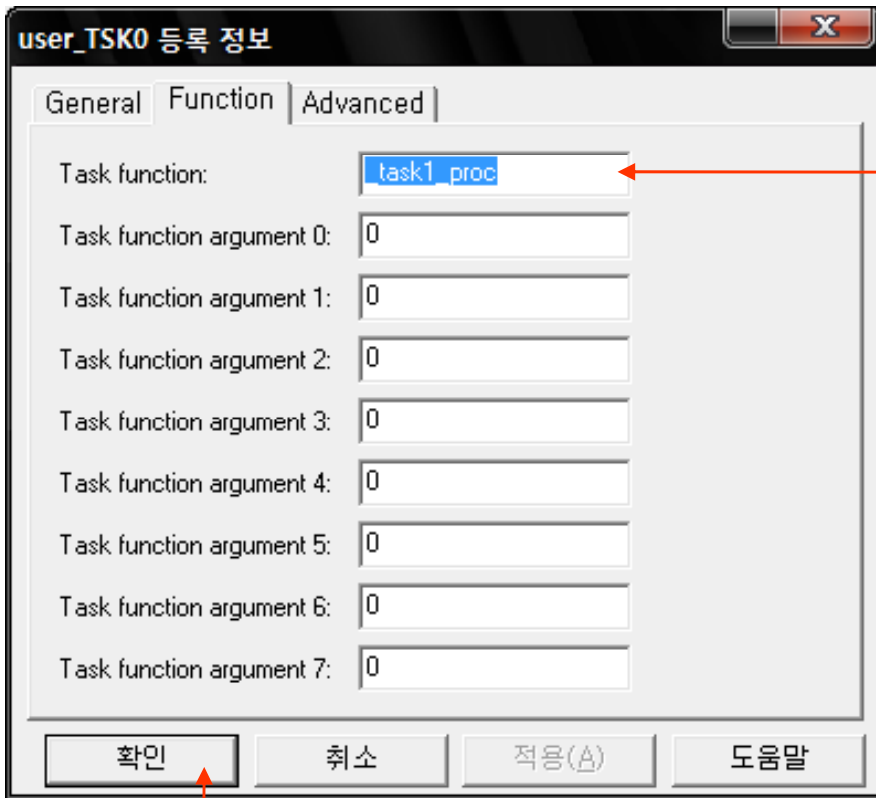 user_TSK0 등록 정보
General Function Advanced
Task function: _task1_proc
Task function argument 0: 0
Task function argument 1: 0
Task function argument 2: 0
Task function argument 3: 0
Task function argument 4: 0
Task function argument 5: 0
Task function argument 6: 0
Task function argument 7: 0
확인 취소 적용(A) 도움말